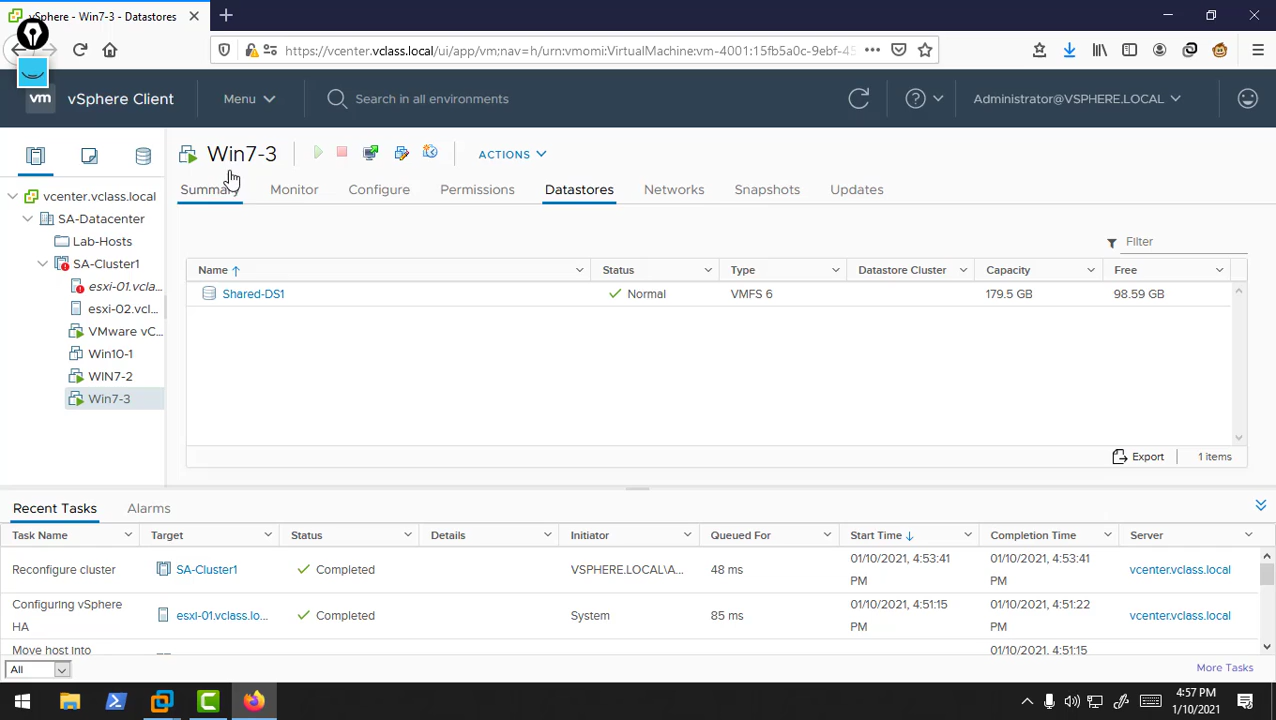 vSphere - Win7-3 - Datastores
https://vcenter.vclass.local/ui/app/vm;nav=h/urn:vmomi:VirtualMachine:vm-4001:15fb5a0c-9ebf-45
vm vSphere Client Menu Search in all environments Administrator@VSPHERE.LOCAL
Win7-3 ACTIONS
Summary Monitor Configure Permissions Datastores Networks Snapshots Updates
vcenter.vclass.local
SA-Datacenter
Lab-Hosts
SA-Cluster1
esxi-01.vcla...
esxi-02.vcl...
VMware vC...
Win10-1
WIN7-2
Win7-3
Filter
Name Status Type Datastore Cluster Capacity Free
Shared-DS1 Normal VMFS 6 179.5 GB 98.59 GB
Export 1 items
Recent Tasks Alarms
Task Name Target Status Details Initiator Queued For Start Time Completion Time Server
Reconfigure cluster SA-Cluster1 Completed VSPHERE.LOCAL\A... 48 ms 01/10/2021, 4:53:41 PM 01/10/2021, 4:53:41 PM vcenter.vclass.local
Configuring vSphere HA esxi-01.vclass.lo... Completed System 85 ms 01/10/2021, 4:51:15 PM 01/10/2021, 4:51:22 PM vcenter.vclass.local
Move host into 01/10/2021, 4:51:15
All More Tasks
4:57 PM
1/10/2021